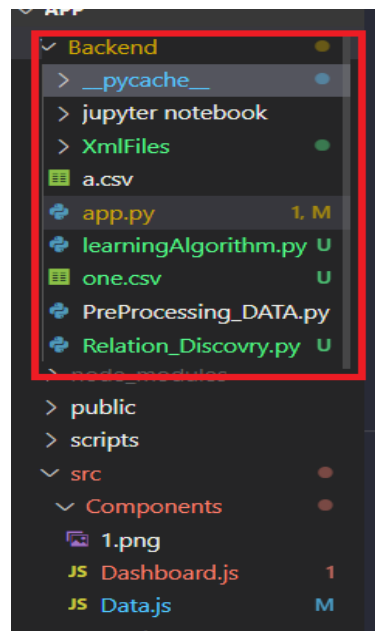 APP
Backend
__pycache__
jupyter notebook
XmlFiles
a.csv
app.py 1, M
learningAlgorithm.py U
one.csv U
PreProcessing_DATA.py
Relation_Discovry.py U
node_modules
public
scripts
src
Components
1.png
JS Dashboard.js 1
JS Data.js M